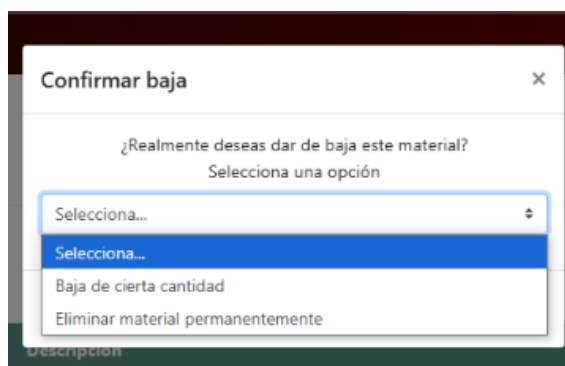 Confirmar baja ×
¿Realmente deseas dar de baja este material?
Selecciona una opción
Selecciona...
Selecciona...
Baja de cierta cantidad
Eliminar material permanentemente
Descripción